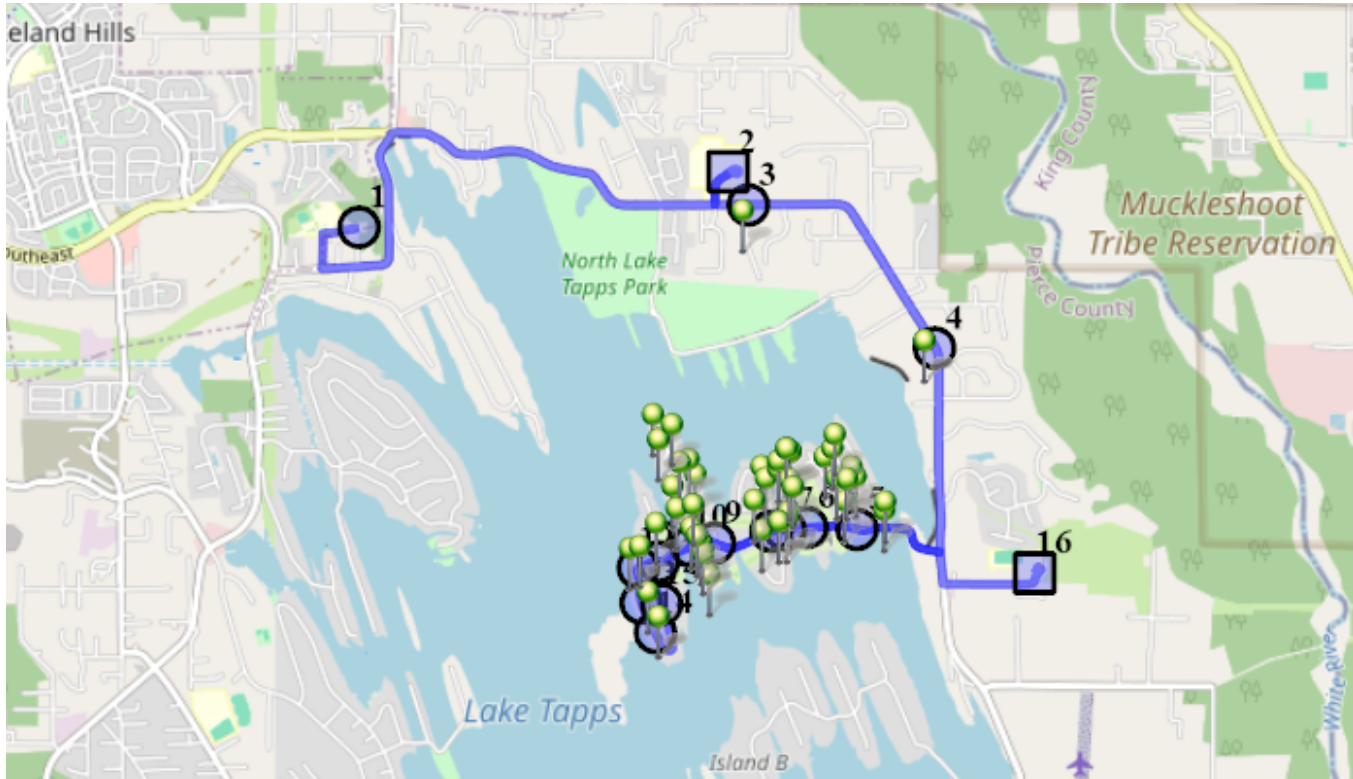 eland Hills
1
2
3
King County
Muckleshoot
Tribe Reservation
outheast
North Lake
Tapps Park
Pierce County
4
7
6
5
9
16
4
White River
Lake Tapps
Island B